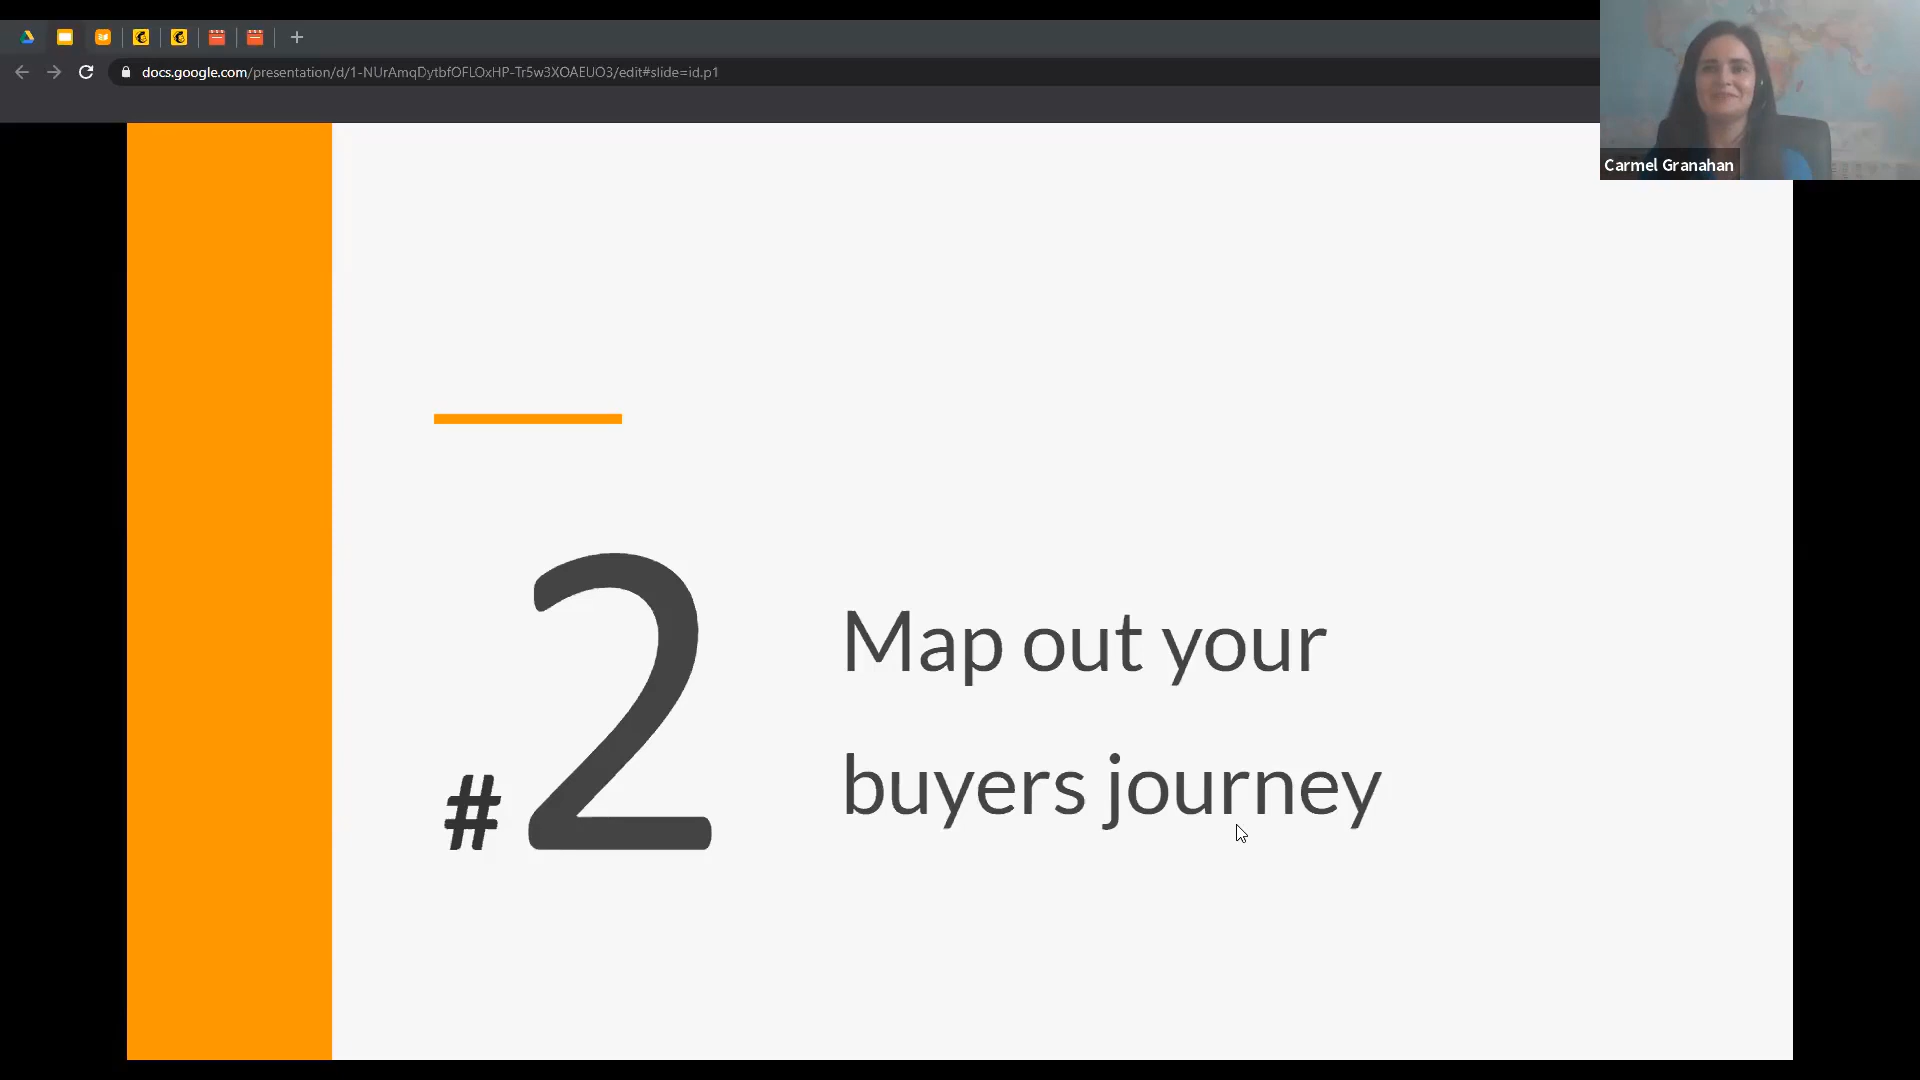 docs.google.com/presentation/d/1-NUrAmqDytbfOFLOxHP-Tr5w3XOAEUO3/edit#slide=id.p1
Carmel Granahan
#2
Map out your
buyers journey